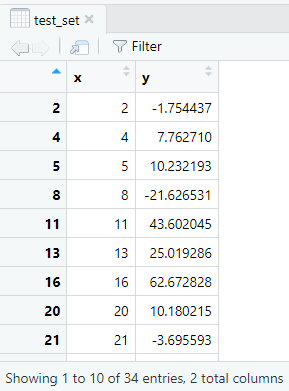 test_set
Filter
x y
2 2 -1.754437
4 4 7.762710
5 5 10.232193
8 8 -21.626531
11 11 43.602045
13 13 25.019286
16 16 62.672828
20 20 10.180215
21 21 -3.695593
Showing 1 to 10 of 34 entries, 2 total columns